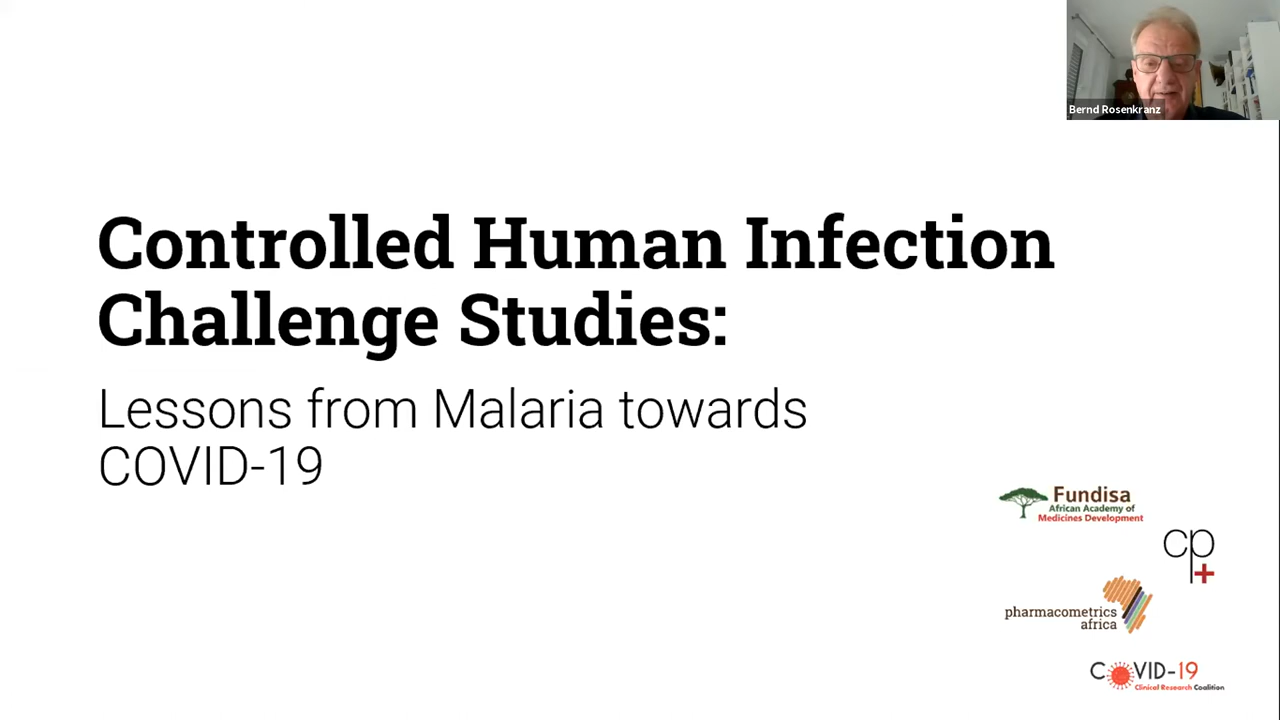 Bernd Rosenkranz
Controlled Human Infection
Challenge Studies:
Lessons from Malaria towards
COVID-19
Fundisa
African Academy of
Medicines Development
cp+
pharmacometrics
africa
COVID-19
Clinical Research Coalition